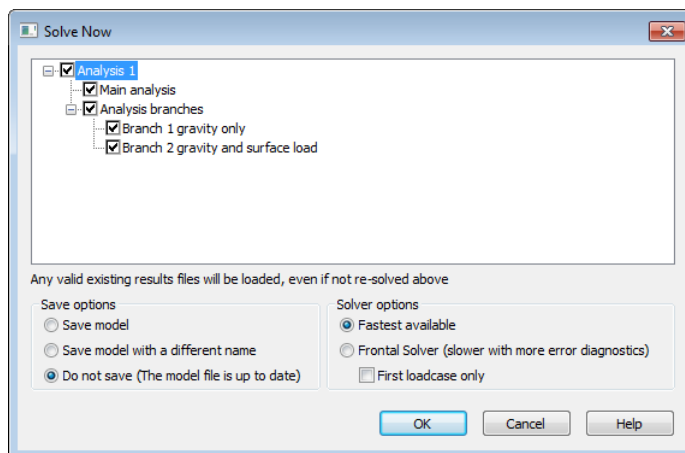 Solve Now
Analysis 1
Main analysis
Analysis branches
Branch 1 gravity only
Branch 2 gravity and surface load
Any valid existing results files will be loaded, even if not re-solved above
Save options
Save model
Save model with a different name
Do not save (The model file is up to date)
Solver options
Fastest available
Frontal Solver (slower with more error diagnostics)
First loadcase only
OK
Cancel
Help